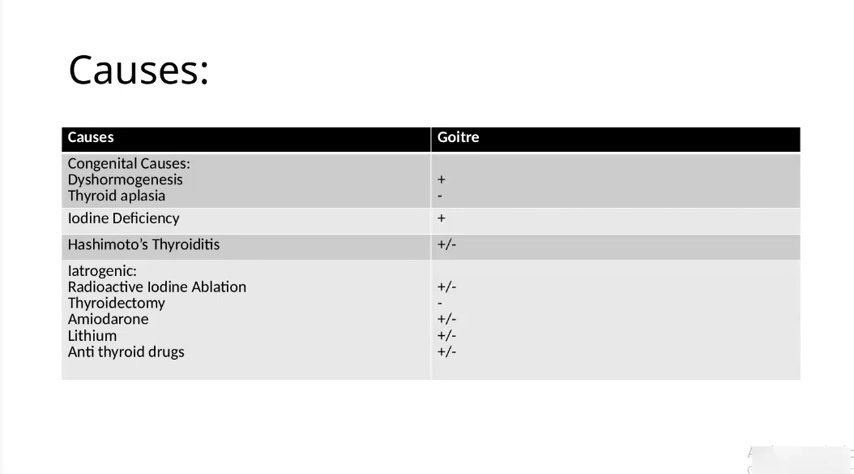 Causes:
Causes Goitre
Congenital Causes:
Dyshormogenesis +
Thyroid aplasia -
Iodine Deficiency +
Hashimoto’s Thyroiditis +/-
Iatrogenic:
Radioactive Iodine Ablation +/-
Thyroidectomy -
Amiodarone +/-
Lithium +/-
Anti thyroid drugs +/-